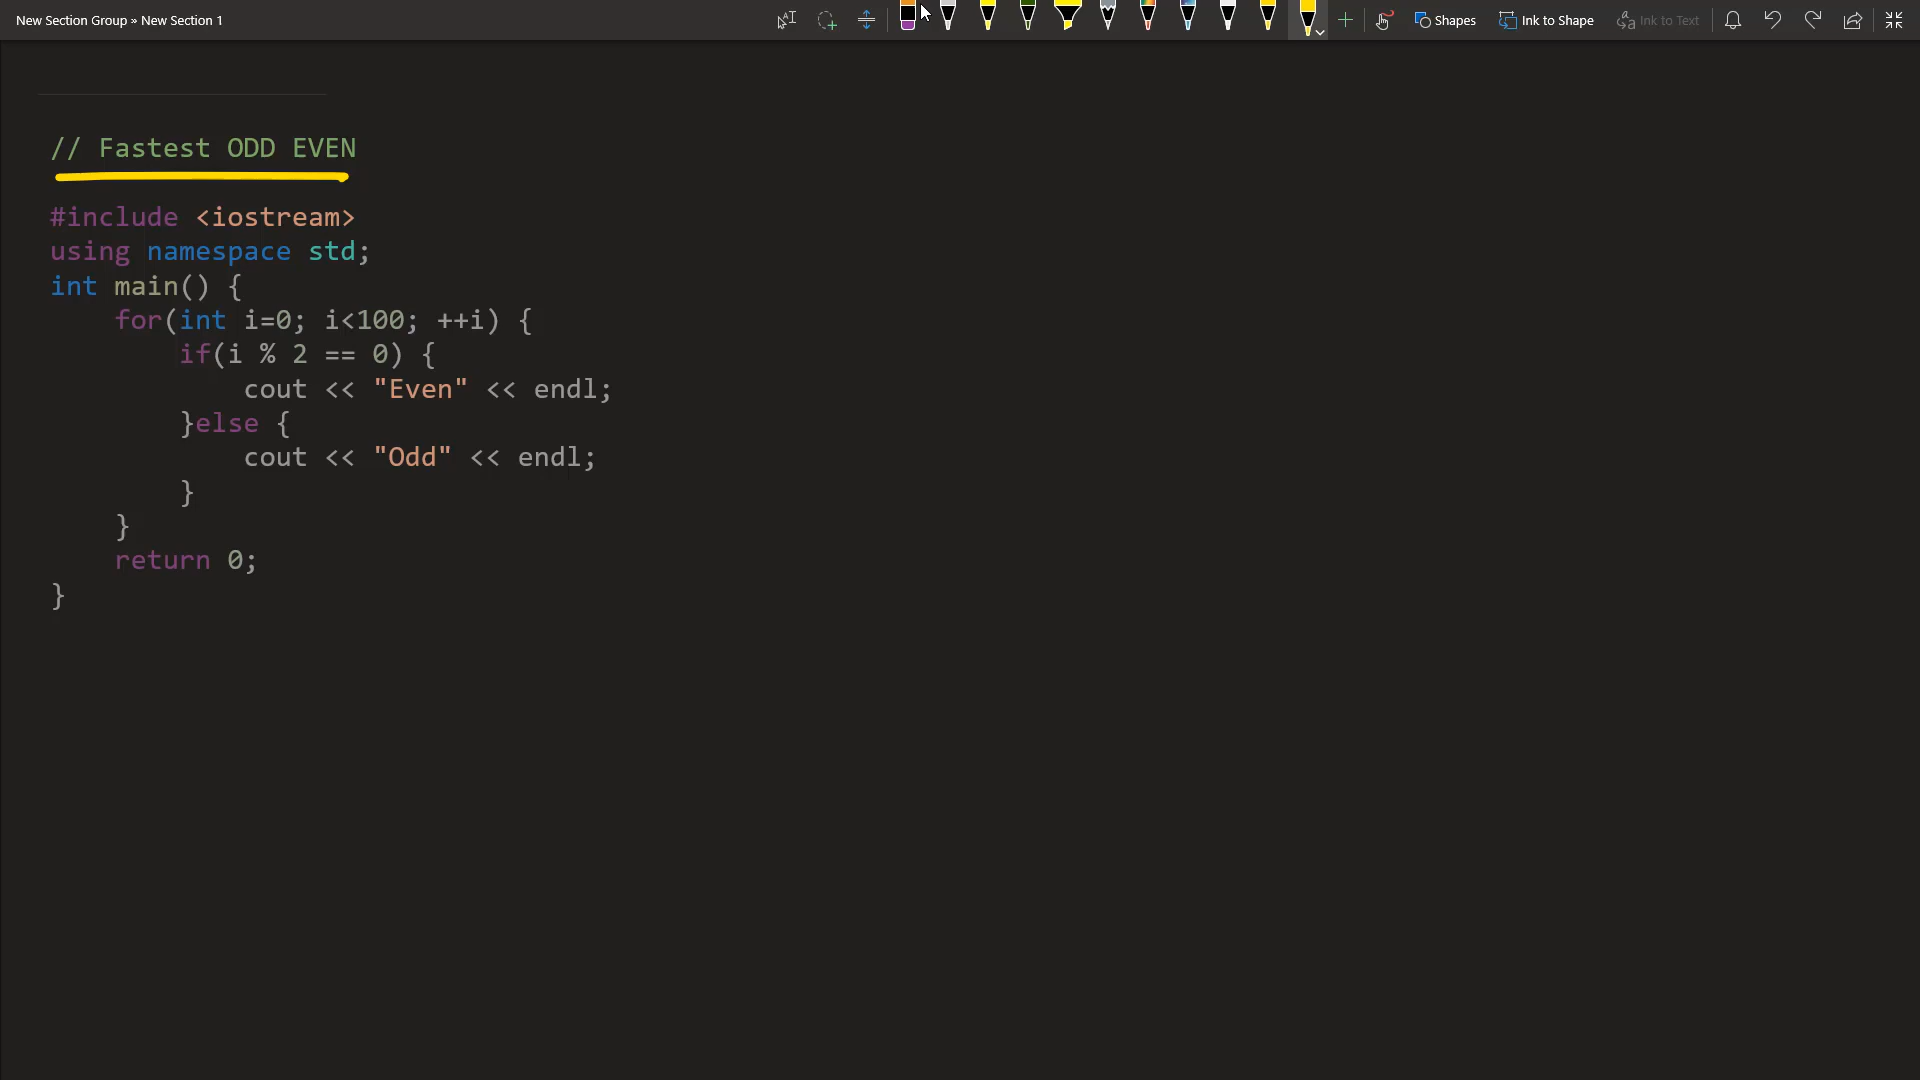 New Section Group » New Section 1
Shapes
Ink to Shape
Ink to Text
// Fastest ODD EVEN
#include <iostream>
using namespace std;
int main() {
    for(int i=0; i<100; ++i) {
        if(i % 2 == 0) {
            cout << "Even" << endl;
        }else {
            cout << "Odd" << endl;
        }
    }
    return 0;
}